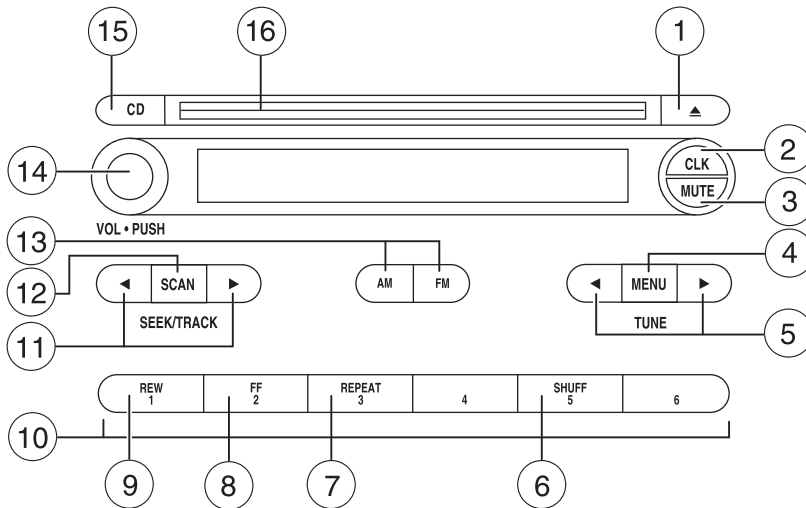 15 16 1
CD
14 CLK 2
MUTE 3
VOL • PUSH
13 4
12 SCAN AM FM MENU
11 SEEK/TRACK TUNE 5
REW FF REPEAT SHUFF
1 2 3 4 5 6
10
9 8 7 6